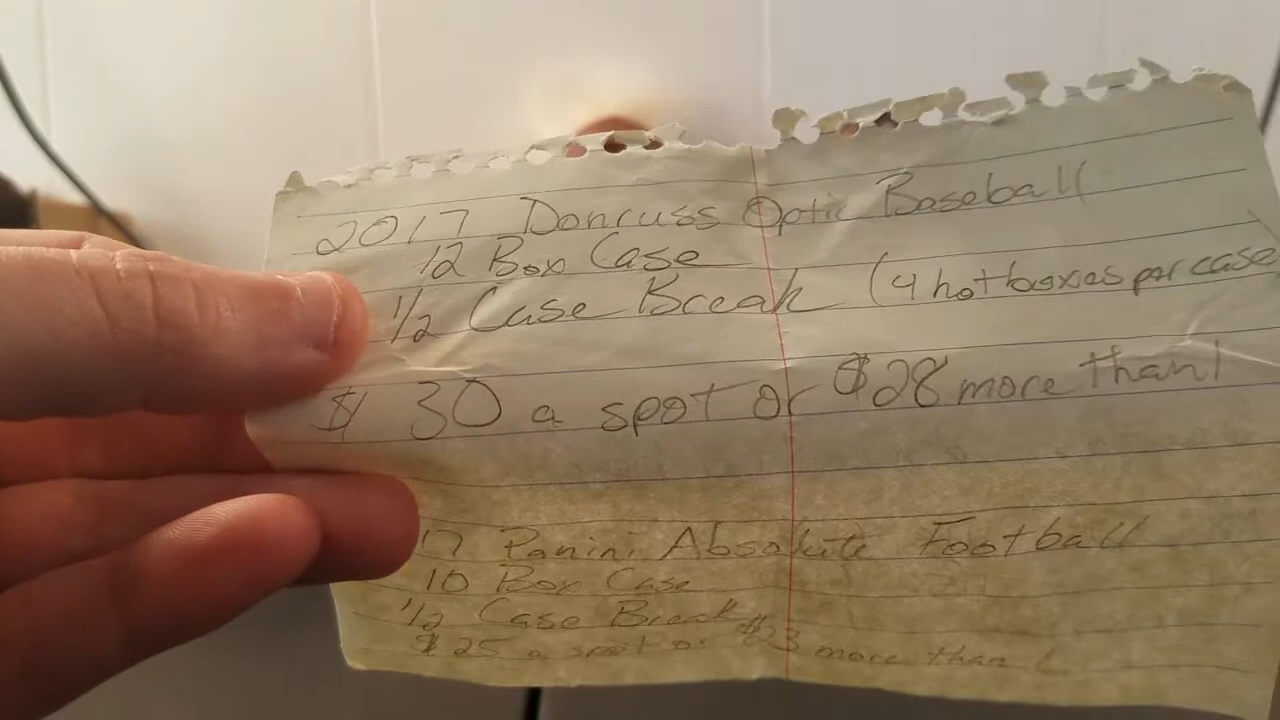 2017 Donruss Optic Baseball
12 Box Case
1/2 Case Break (4 hotboxes per case
$ 30 a spot or $28 more than 1
17 Panini Absolute Football
10 Box Case
1/2 Case Break
$25 a spot or $23 more than 1